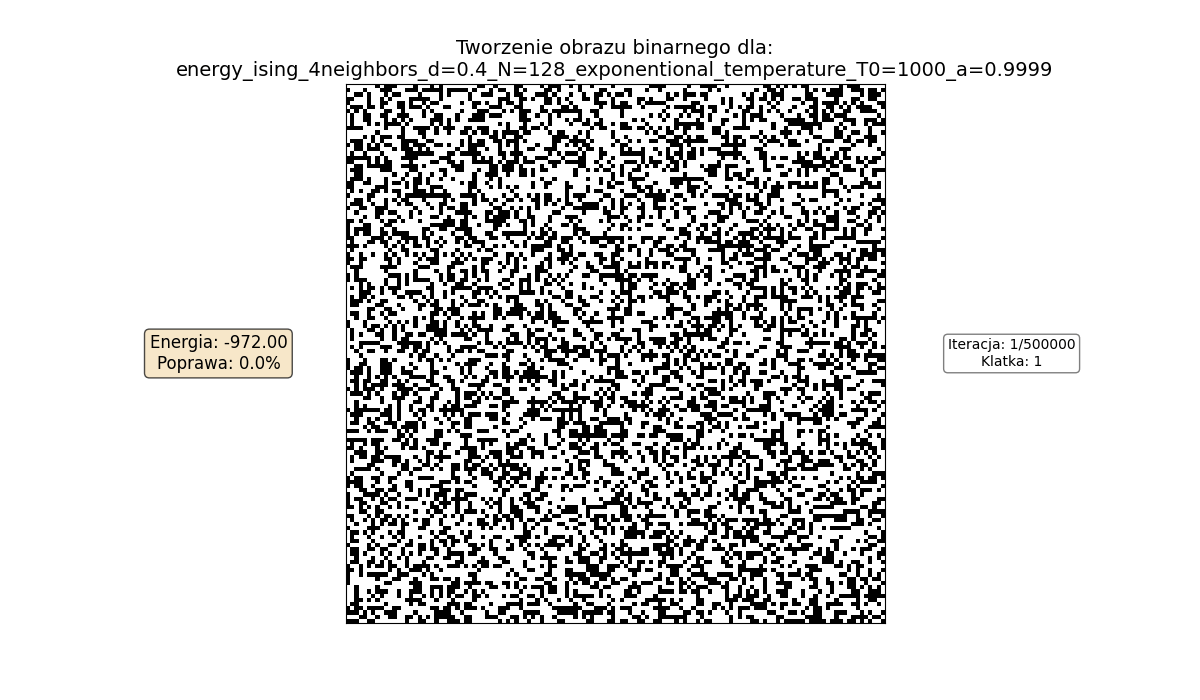 Tworzenie obrazu binarnego dla:
energy_ising_4neighbors_d=0.4_N=128_exponentional_temperature_T0=1000_a=0.9999
Energia: -972.00
Poprawa: 0.0%
Iteracja: 1/500000
Klatka: 1